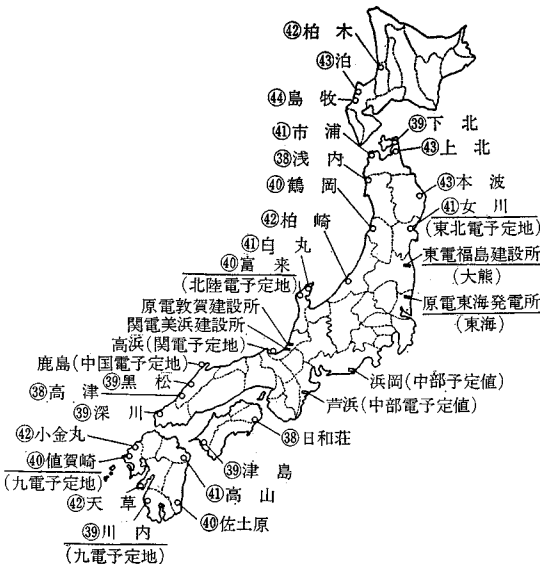 ㊷柏木
㊸泊
㊹島牧
㊴下北
㊶市浦
㊸上北
㊳浅内
㊵鶴岡
㊸本波
㊷柏崎
㊶女川
(東北電予定地)
㊶白丸
㊵富来
(北陸電予定地)
東電福島建設所
(大熊)
原電敦賀建設所
関電美浜建設所
高浜(関電予定地)
原電東海発電所
(東海)
鹿島(中国電予定地)
㊴黒松
㊳高津
㊴深川
浜岡(中部予定値)
芦浜(中部電予定値)
㊷小金丸
㊳日和荘
㊵値賀崎
(九電予定地)
㊴津島
㊷天草
㊶高山
㊴川内
(九電予定地)
㊵佐土原